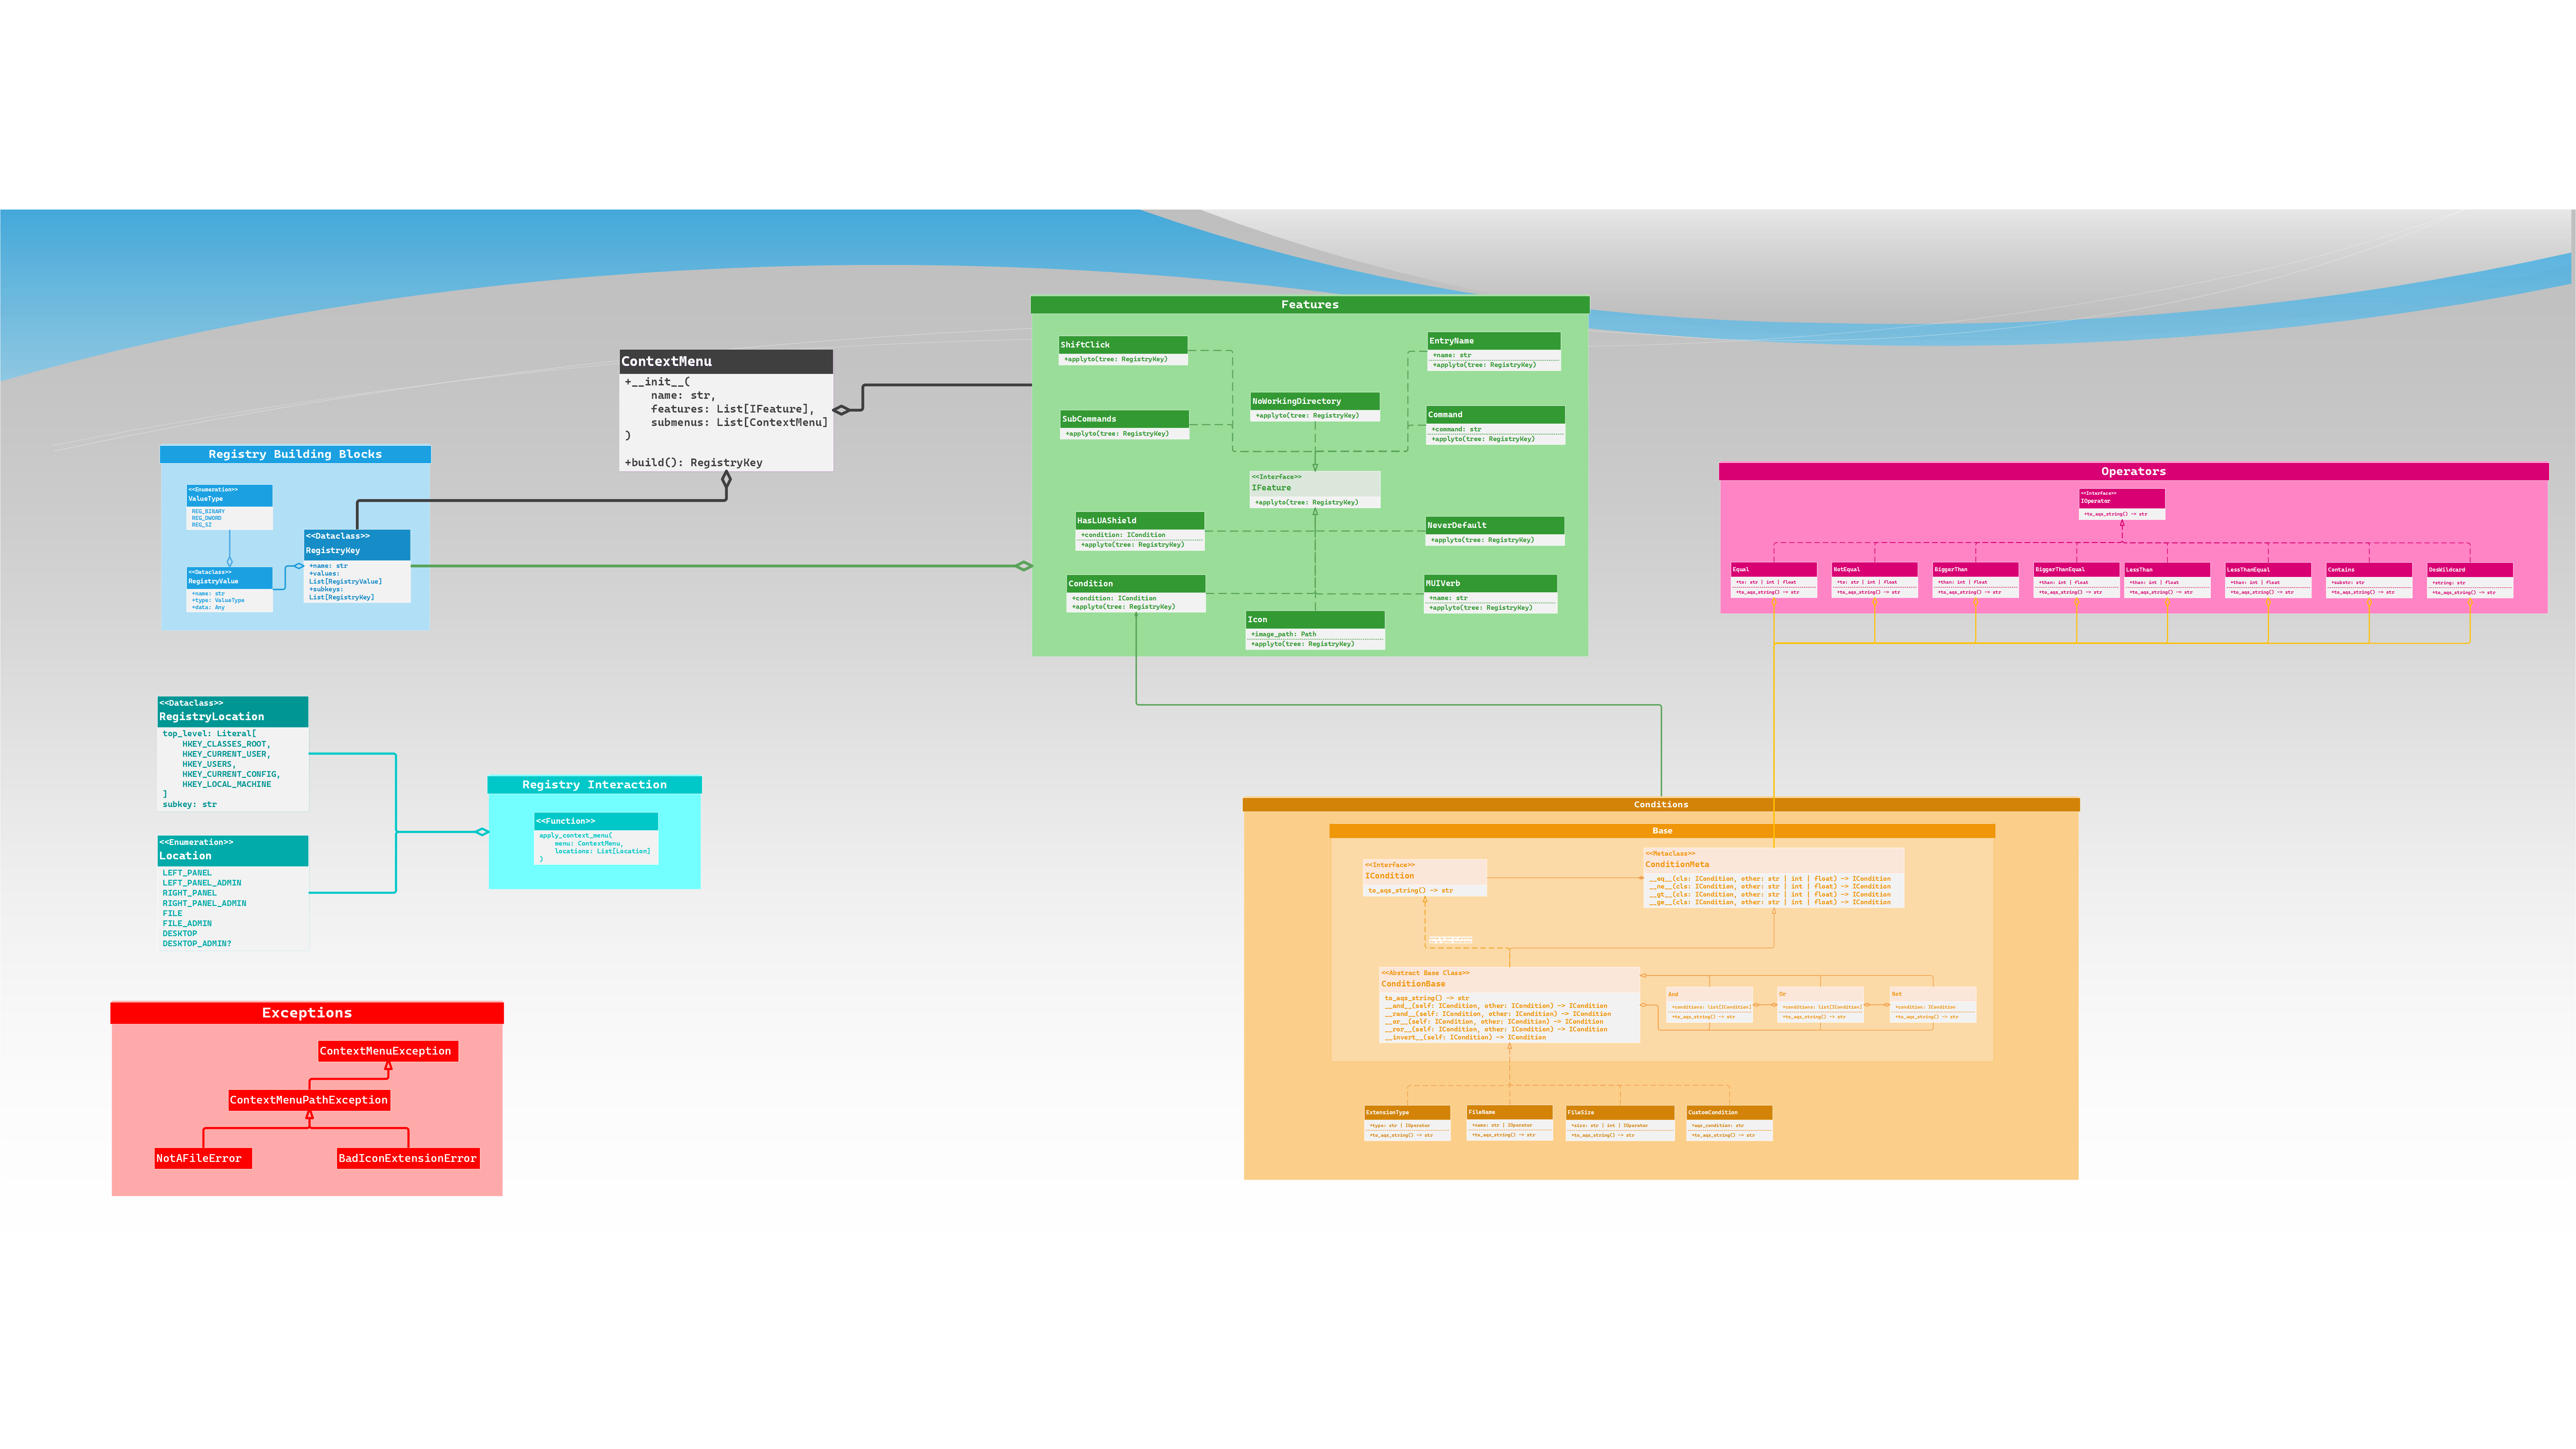 Features
ShiftClick
+applyto(tree: RegistryKey)
EntryName
+name: str
+applyto(tree: RegistryKey)
NoWorkingDirectory
+applyto(tree: RegistryKey)
SubCommands
+applyto(tree: RegistryKey)
Command
+command: str
+applyto(tree: RegistryKey)
<<Interface>>
IFeature
+applyto(tree: RegistryKey)
HasLUAShield
+condition: ICondition
+applyto(tree: RegistryKey)
NeverDefault
+applyto(tree: RegistryKey)
Condition
+condition: ICondition
+applyto(tree: RegistryKey)
MUIVerb
+name: str
+applyto(tree: RegistryKey)
Icon
+image_path: Path
+applyto(tree: RegistryKey)
ContextMenu
+__init__(
name: str,
features: List[IFeature],
submenus: List[ContextMenu]
)
+build(): RegistryKey
Registry Building Blocks
<<Enumeration>>
ValueType
REG_BINARY
REG_DWORD
REG_SZ
<<Dataclass>>
RegistryKey
+name: str
+values:
List[RegistryValue]
+subkeys:
List[RegistryKey]
<<Dataclass>>
RegistryValue
+name: str
+type: ValueType
+data: Any
Operators
<<Interface>>
IOperator
+to_aqs_string() -> str
Equal
+to: str | int | float
+to_aqs_string() -> str
NotEqual
+to: str | int | float
+to_aqs_string() -> str
BiggerThan
+than: int | float
+to_aqs_string() -> str
BiggerThanEqual
+than: int | float
+to_aqs_string() -> str
LessThan
+than: int | float
+to_aqs_string() -> str
LessThanEqual
+than: int | float
+to_aqs_string() -> str
Contains
+substr: str
+to_aqs_string() -> str
DosWildcard
+string: str
+to_aqs_string() -> str
<<Dataclass>>
RegistryLocation
top_level: Literal[
HKEY_CLASSES_ROOT,
HKEY_CURRENT_USER,
HKEY_USERS,
HKEY_CURRENT_CONFIG,
HKEY_LOCAL_MACHINE
]
subkey: str
<<Enumeration>>
Location
LEFT_PANEL
LEFT_PANEL_ADMIN
RIGHT_PANEL
RIGHT_PANEL_ADMIN
FILE
FILE_ADMIN
DESKTOP
DESKTOP_ADMIN?
Registry Interaction
<<Function>>
apply_context_menu(
menu: ContextMenu,
locations: List[Location]
)
Conditions
Base
<<Interface>>
ICondition
to_aqs_string() -> str
<<Metaclass>>
ConditionMeta
__eq__(cls: ICondition, other: str | int | float) -> ICondition
__ne__(cls: ICondition, other: str | int | float) -> ICondition
__gt__(cls: ICondition, other: str | int | float) -> ICondition
__ge__(cls: ICondition, other: str | int | float) -> ICondition
<<Abstract Base Class>>
ConditionBase
to_aqs_string() -> str
__and__(self: ICondition, other: ICondition) -> ICondition
__rand__(self: ICondition, other: ICondition) -> ICondition
__or__(self: ICondition, other: ICondition) -> ICondition
__ror__(self: ICondition, other: ICondition) -> ICondition
__invert__(self: ICondition) -> ICondition
And
+conditions: list[ICondition]
+to_aqs_string() -> str
Or
+conditions: list[ICondition]
+to_aqs_string() -> str
Not
+condition: ICondition
+to_aqs_string() -> str
ExtensionType
+type: str | IOperator
+to_aqs_string() -> str
FileName
+name: str | IOperator
+to_aqs_string() -> str
FileSize
+size: str | int | IOperator
+to_aqs_string() -> str
CustomCondition
+aqs_condition: str
+to_aqs_string() -> str
Exceptions
ContextMenuException
ContextMenuPathException
NotAFileError
BadIconExtensionError